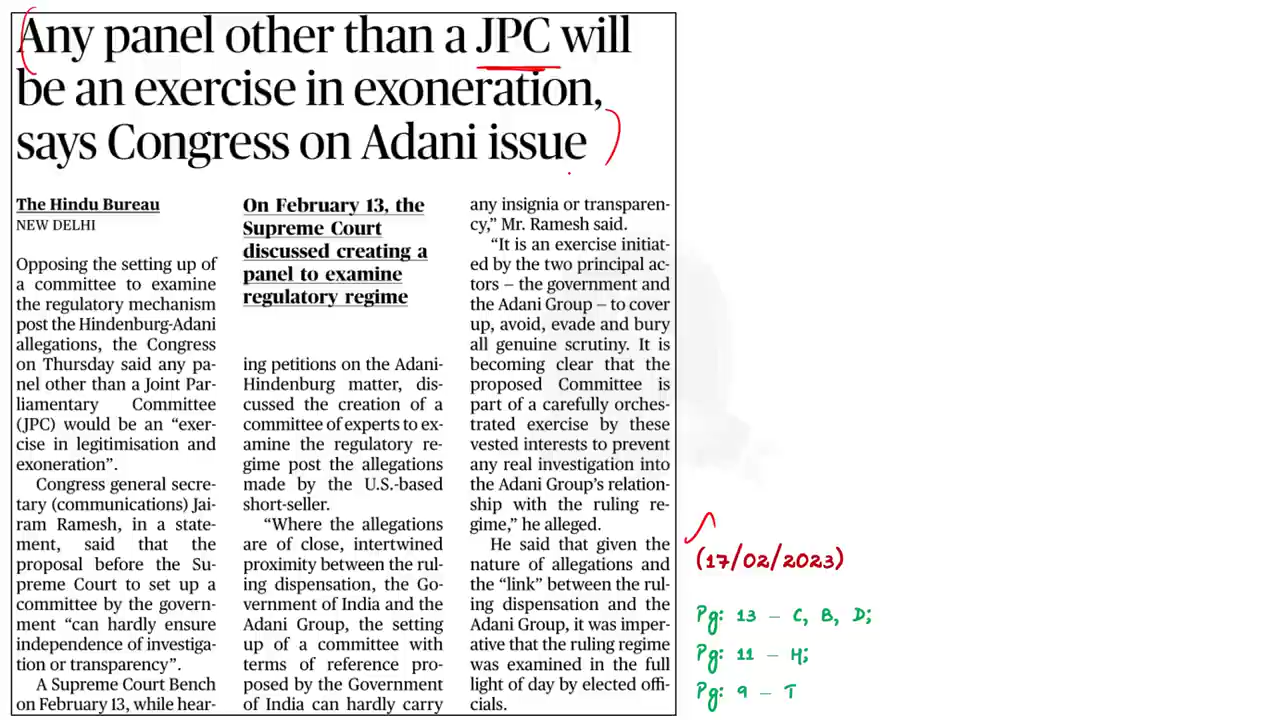 Any panel other than a JPC will
be an exercise in exoneration,
says Congress on Adani issue
The Hindu Bureau
NEW DELHI
Opposing the setting up of
a committee to examine
the regulatory mechanism
post the Hindenburg-Adani
allegations, the Congress
on Thursday said any pa-
nel other than a Joint Par-
liamentary Committee
(JPC) would be an “exer-
cise in legitimisation and
exoneration”.
Congress general secre-
tary (communications) Jai-
ram Ramesh, in a state-
ment, said that the
proposal before the Su-
preme Court to set up a
committee by the govern-
ment “can hardly ensure
independence of investiga-
tion or transparency”.
A Supreme Court Bench
on February 13, while hear-
On February 13, the
Supreme Court
discussed creating a
panel to examine
regulatory regime
ing petitions on the Adani-
Hindenburg matter, dis-
cussed the creation of a
committee of experts to ex-
amine the regulatory re-
gime post the allegations
made by the U.S.-based
short-seller.
“Where the allegations
are of close, intertwined
proximity between the rul-
ing dispensation, the Go-
vernment of India and the
Adani Group, the setting
up of a committee with
terms of reference pro-
posed by the Government
of India can hardly carry
any insignia or transparen-
cy,” Mr. Ramesh said.
“It is an exercise initiat-
ed by the two principal ac-
tors – the government and
the Adani Group – to cover
up, avoid, evade and bury
all genuine scrutiny. It is
becoming clear that the
proposed Committee is
part of a carefully orches-
trated exercise by these
vested interests to prevent
any real investigation into
the Adani Group’s relation-
ship with the ruling re-
gime,” he alleged.
He said that given the
nature of allegations and
the “link” between the rul-
ing dispensation and the
Adani Group, it was imper-
ative that the ruling regime
was examined in the full
light of day by elected offi-
cials.
(17/02/2023)
Pg: 13 – C, B, D;
Pg: 11 – H;
Pg: 9 – T